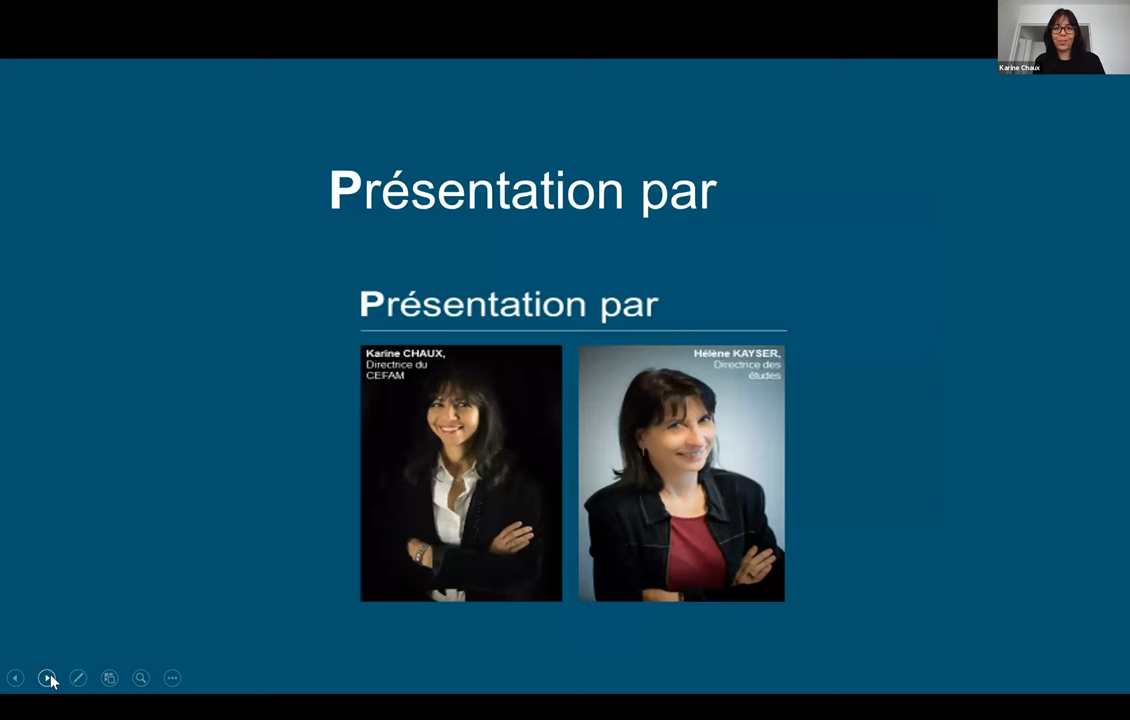 Karine Chaux
Présentation par
Présentation par
Karine CHAUX,
Directrice du
CEFAM
Hélène KAYSER,
Directrice des
études